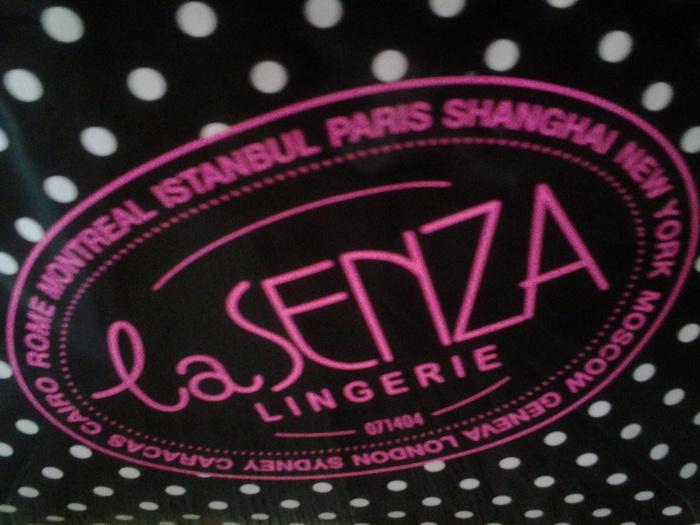 ROME MONTREAL ISTANBUL PARIS SHANGHAI NEW YORK MOSCOW GENEVA LONDON SYDNEY CARACAS CAIRO
la SENZA
LINGERIE
071404